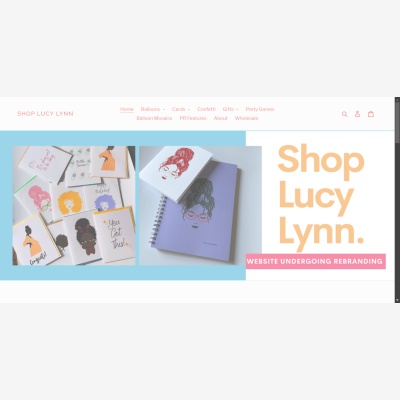 SHOP LUCY LYNN
Home Balloons Cards Confetti Gifts Party Games
Balloon Mosaics PR Features About Wholesale
Shop
Lucy
Lynn.
WEBSITE UNDERGOING REBRANDING
You
Got
This!